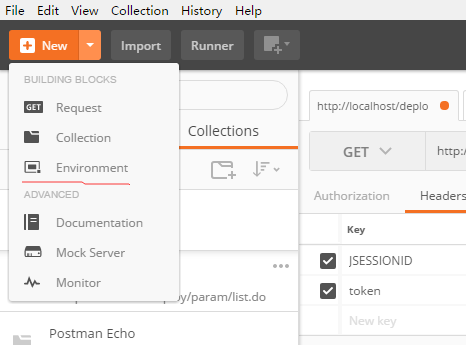 File Edit View Collection History Help
New Import Runner
BUILDING BLOCKS
GET Request
Collection
Environment
ADVANCED
Documentation
Mock Server
Monitor
Collections
y/param/list.do
Postman Echo
http://localhost/deplo
GET http:
Authorization Headers
Key
JSESSIONID
token
New key